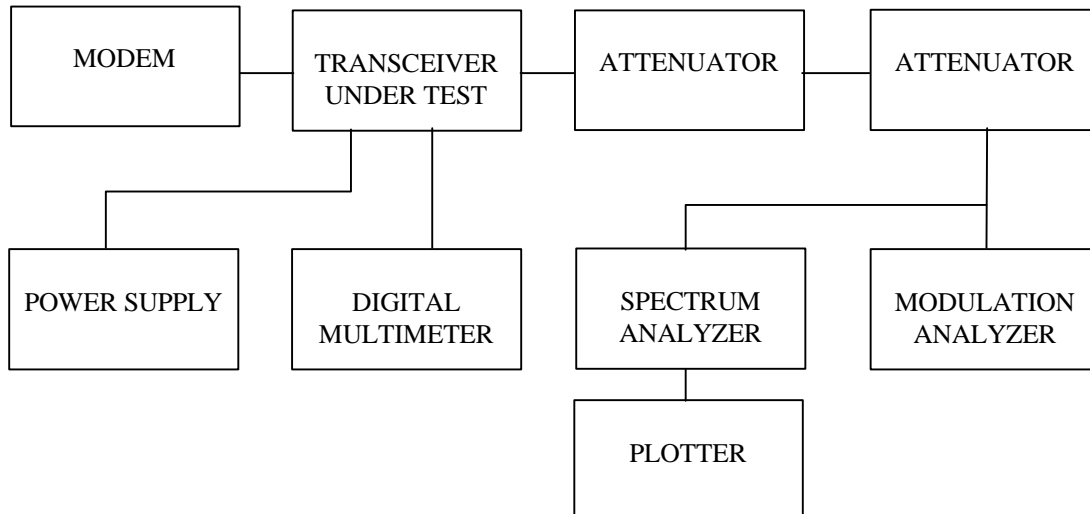 MODEM
TRANSCEIVER
UNDER TEST
ATTENUATOR
ATTENUATOR
POWER SUPPLY
DIGITAL
MULTIMETER
SPECTRUM
ANALYZER
MODULATION
ANALYZER
PLOTTER